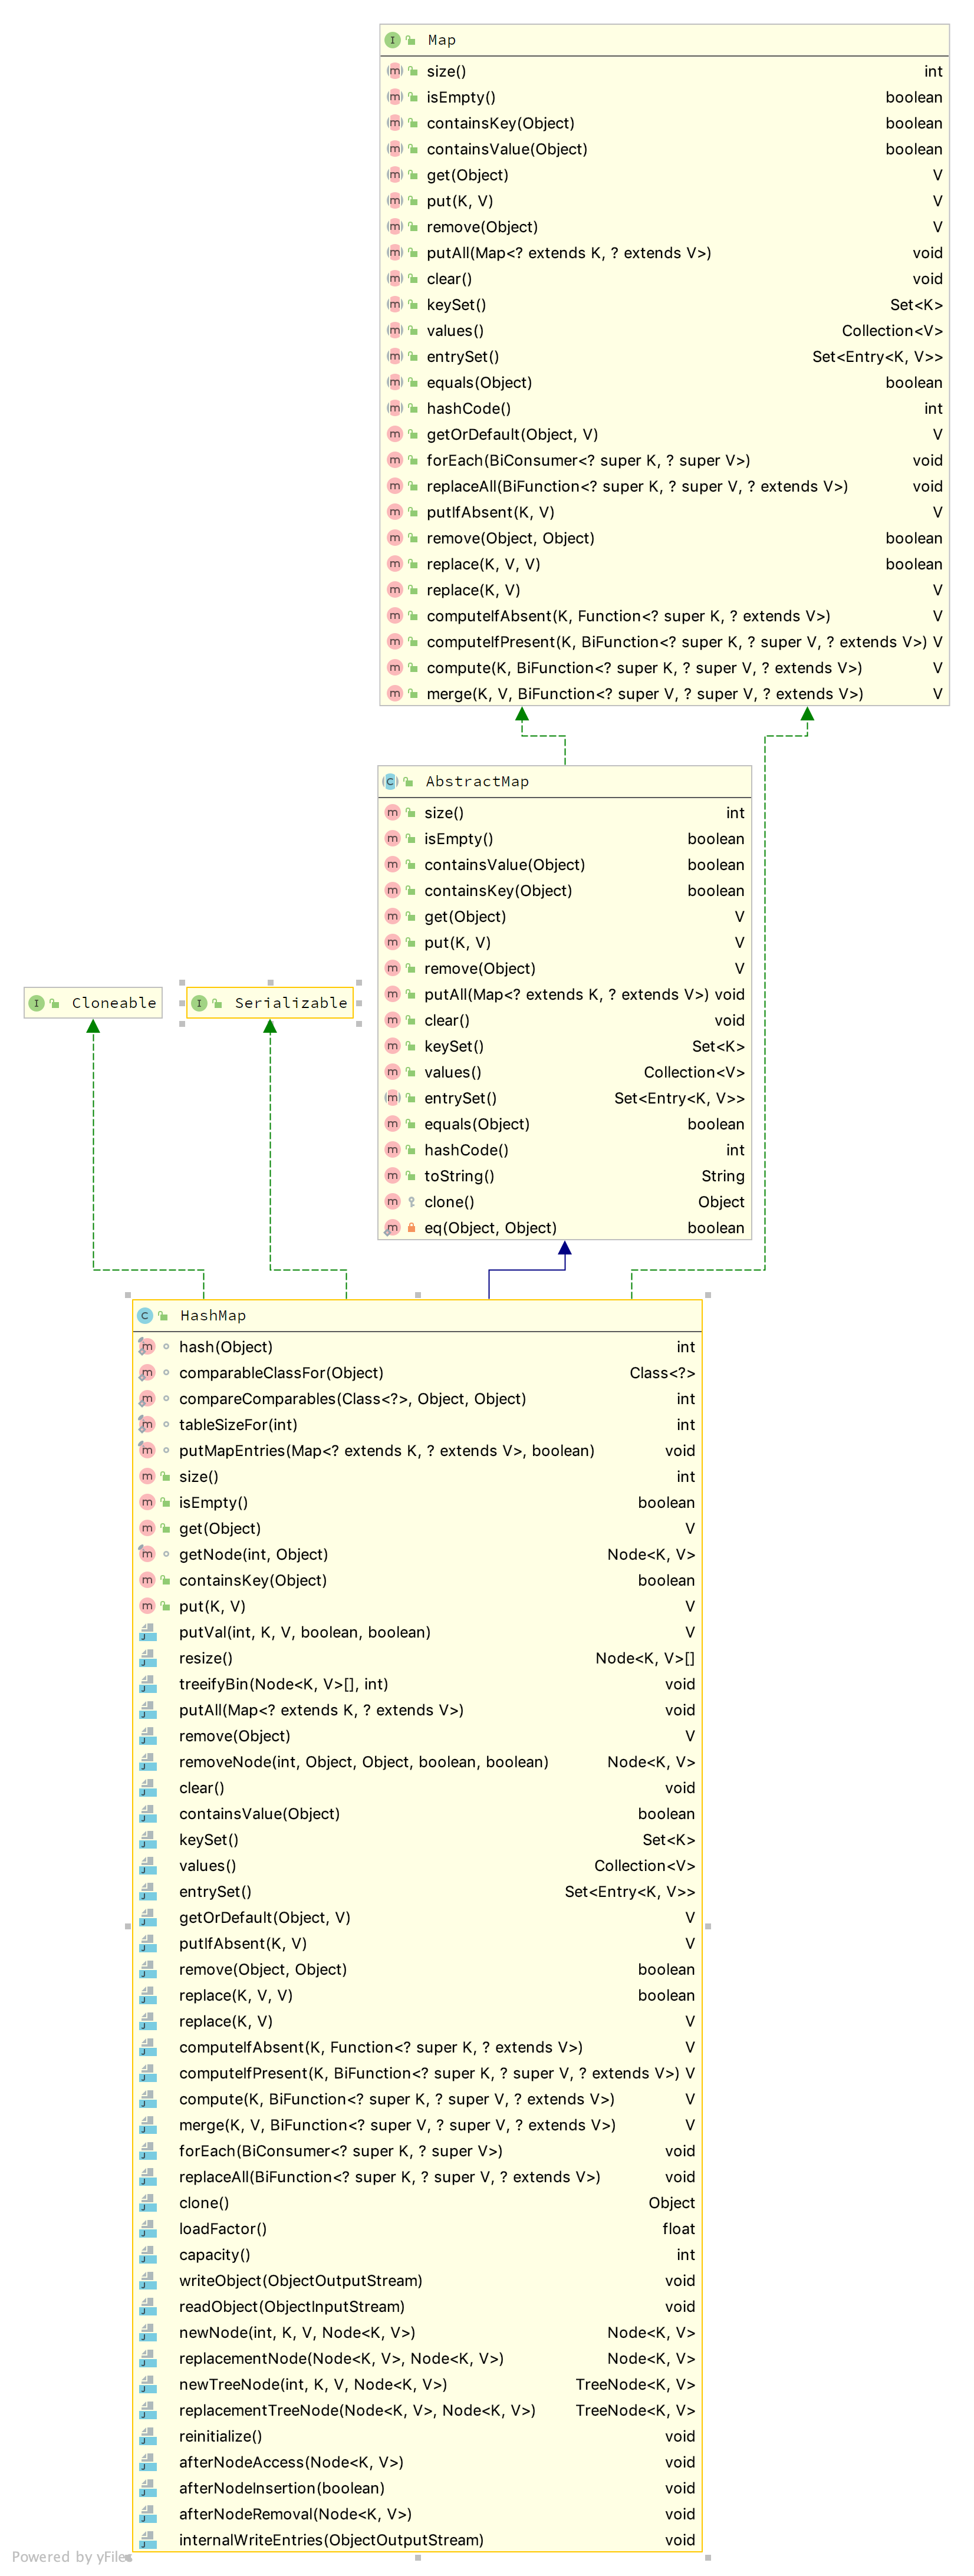 Map
size() int
isEmpty() boolean
containsKey(Object) boolean
containsValue(Object) boolean
get(Object) V
put(K, V) V
remove(Object) V
putAll(Map<? extends K, ? extends V>) void
clear() void
keySet() Set<K>
values() Collection<V>
entrySet() Set<Entry<K, V>>
equals(Object) boolean
hashCode() int
getOrDefault(Object, V) V
forEach(BiConsumer<? super K, ? super V>) void
replaceAll(BiFunction<? super K, ? super V, ? extends V>) void
putIfAbsent(K, V) V
remove(Object, Object) boolean
replace(K, V, V) boolean
replace(K, V) V
computeIfAbsent(K, Function<? super K, ? extends V>) V
computeIfPresent(K, BiFunction<? super K, ? super V, ? extends V>) V
compute(K, BiFunction<? super K, ? super V, ? extends V>) V
merge(K, V, BiFunction<? super V, ? super V, ? extends V>) V
AbstractMap
size() int
isEmpty() boolean
containsValue(Object) boolean
containsKey(Object) boolean
get(Object) V
put(K, V) V
remove(Object) V
putAll(Map<? extends K, ? extends V>) void
clear() void
keySet() Set<K>
values() Collection<V>
entrySet() Set<Entry<K, V>>
equals(Object) boolean
hashCode() int
toString() String
clone() Object
eq(Object, Object) boolean
Cloneable
Serializable
HashMap
hash(Object) int
comparableClassFor(Object) Class<?>
compareComparables(Class<?>, Object, Object) int
tableSizeFor(int) int
putMapEntries(Map<? extends K, ? extends V>, boolean) void
size() int
isEmpty() boolean
get(Object) V
getNode(int, Object) Node<K, V>
containsKey(Object) boolean
put(K, V) V
putVal(int, K, V, boolean, boolean) V
resize() Node<K, V>[]
treeifyBin(Node<K, V>[], int) void
putAll(Map<? extends K, ? extends V>) void
remove(Object) V
removeNode(int, Object, Object, boolean, boolean) Node<K, V>
clear() void
containsValue(Object) boolean
keySet() Set<K>
values() Collection<V>
entrySet() Set<Entry<K, V>>
getOrDefault(Object, V) V
putIfAbsent(K, V) V
remove(Object, Object) boolean
replace(K, V, V) boolean
replace(K, V) V
computeIfAbsent(K, Function<? super K, ? extends V>) V
computeIfPresent(K, BiFunction<? super K, ? super V, ? extends V>) V
compute(K, BiFunction<? super K, ? super V, ? extends V>) V
merge(K, V, BiFunction<? super V, ? super V, ? extends V>) V
forEach(BiConsumer<? super K, ? super V>) void
replaceAll(BiFunction<? super K, ? super V, ? extends V>) void
clone() Object
loadFactor() float
capacity() int
writeObject(ObjectOutputStream) void
readObject(ObjectInputStream) void
newNode(int, K, V, Node<K, V>) Node<K, V>
replacementNode(Node<K, V>, Node<K, V>) Node<K, V>
newTreeNode(int, K, V, Node<K, V>) TreeNode<K, V>
replacementTreeNode(Node<K, V>, Node<K, V>) TreeNode<K, V>
reinitialize() void
afterNodeAccess(Node<K, V>) void
afterNodeInsertion(boolean) void
afterNodeRemoval(Node<K, V>) void
internalWriteEntries(ObjectOutputStream) void
Powered by yFiles